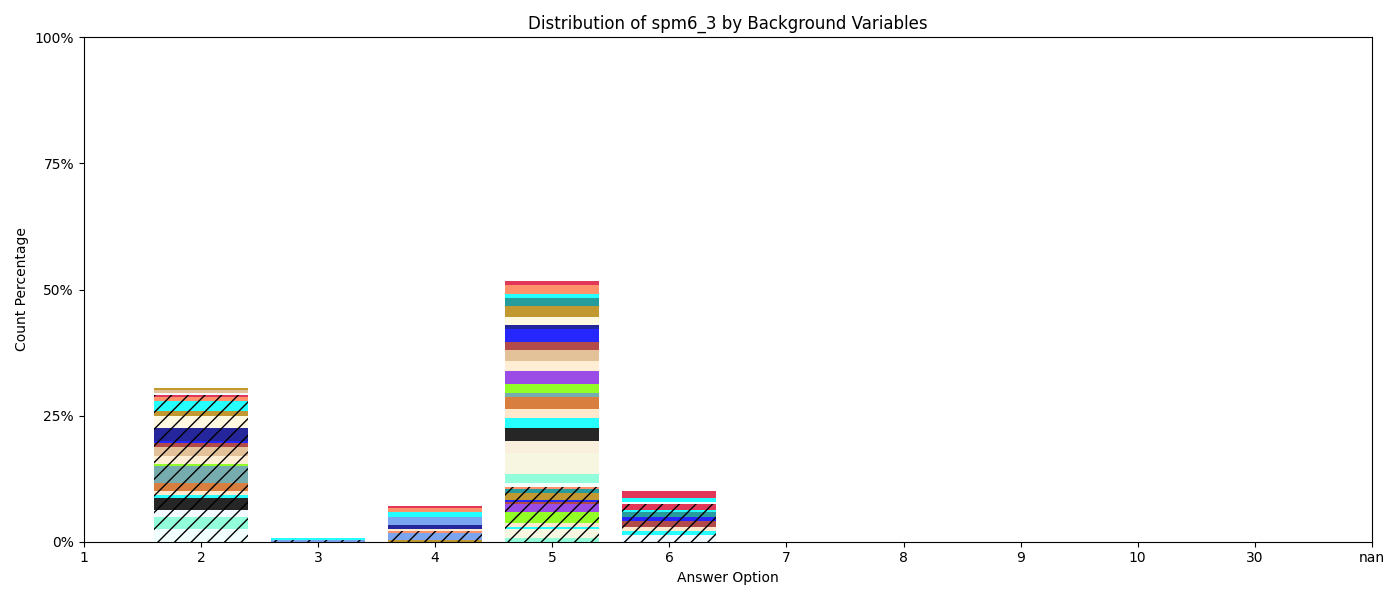 Distribution of spm6_3 by Background Variables
100%
75%
50%
25%
0%
Count Percentage
1 2 3 4 5 6 7 8 9 10 30 nan
Answer Option